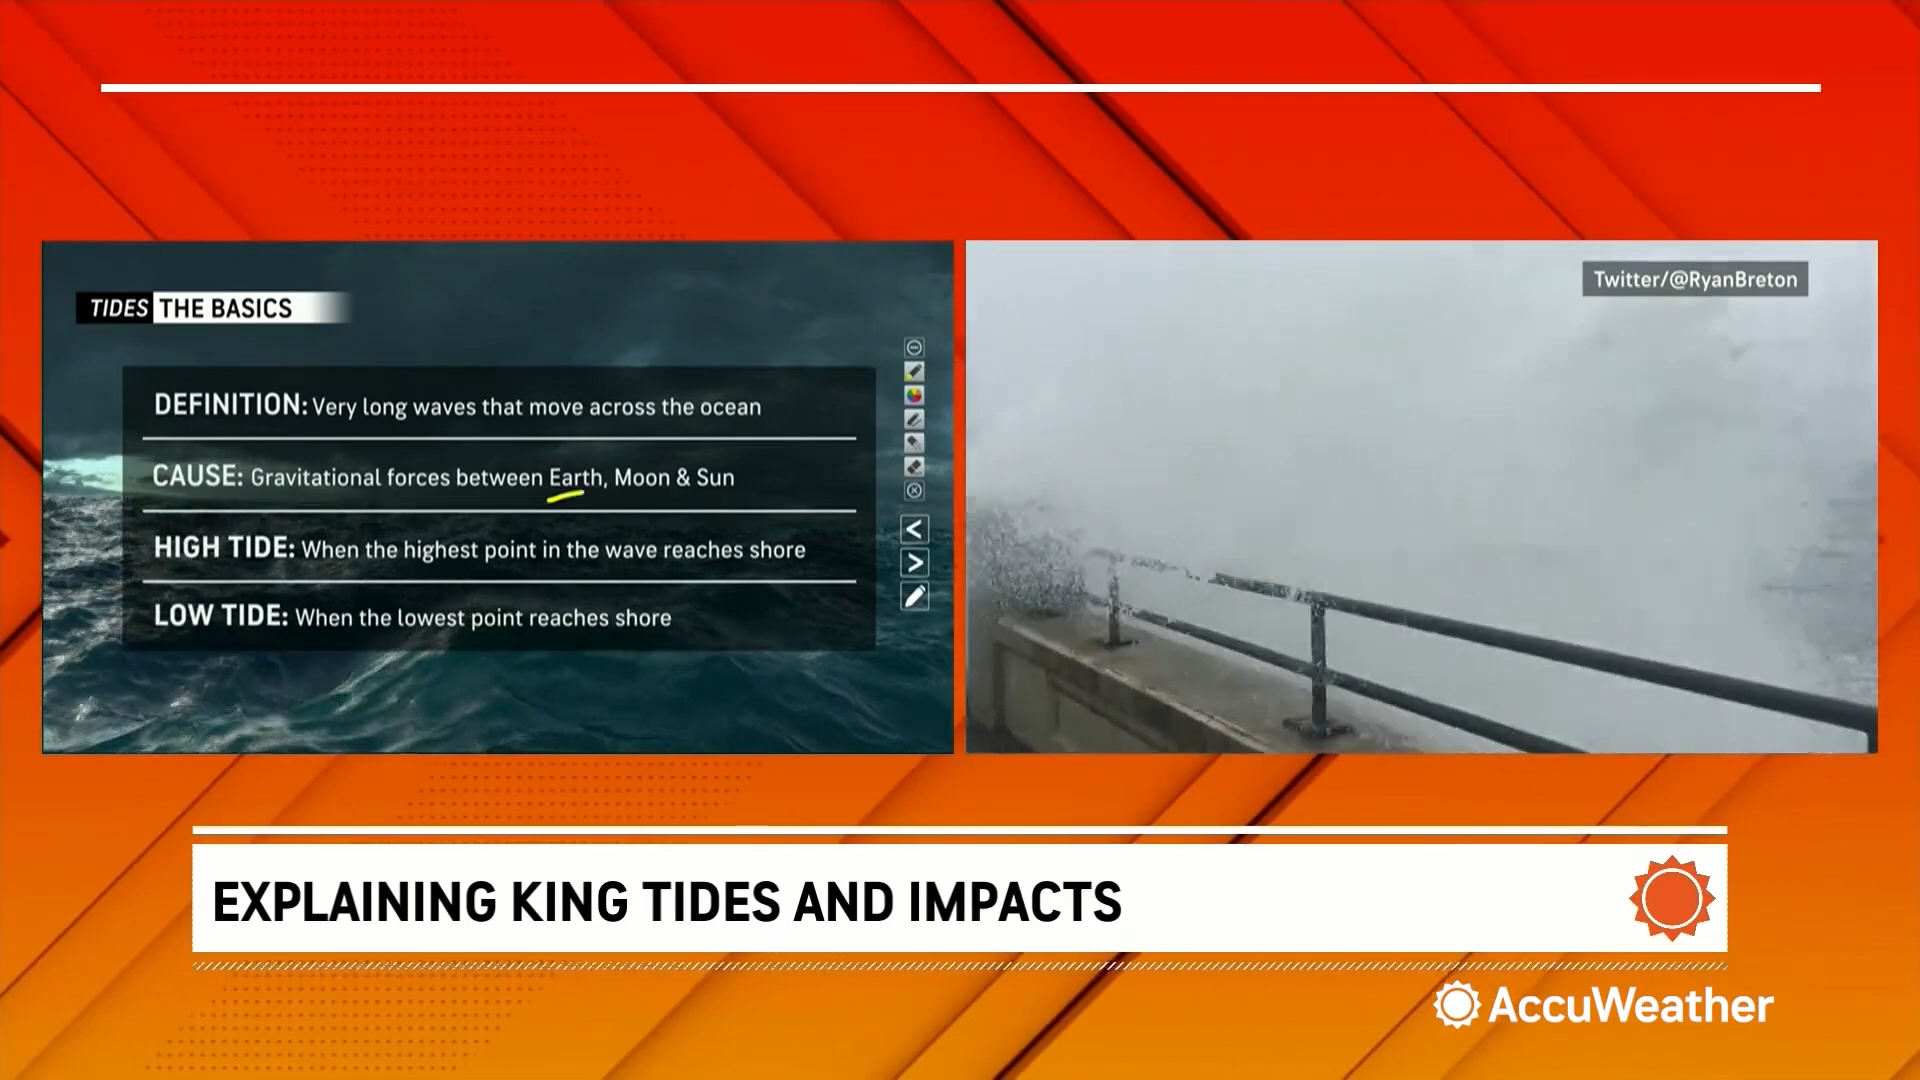 TIDES THE BASICS
DEFINITION: Very long waves that move across the ocean
CAUSE: Gravitational forces between Earth, Moon & Sun
HIGH TIDE: When the highest point in the wave reaches shore
LOW TIDE: When the lowest point reaches shore
Twitter/@RyanBreton
EXPLAINING KING TIDES AND IMPACTS
AccuWeather